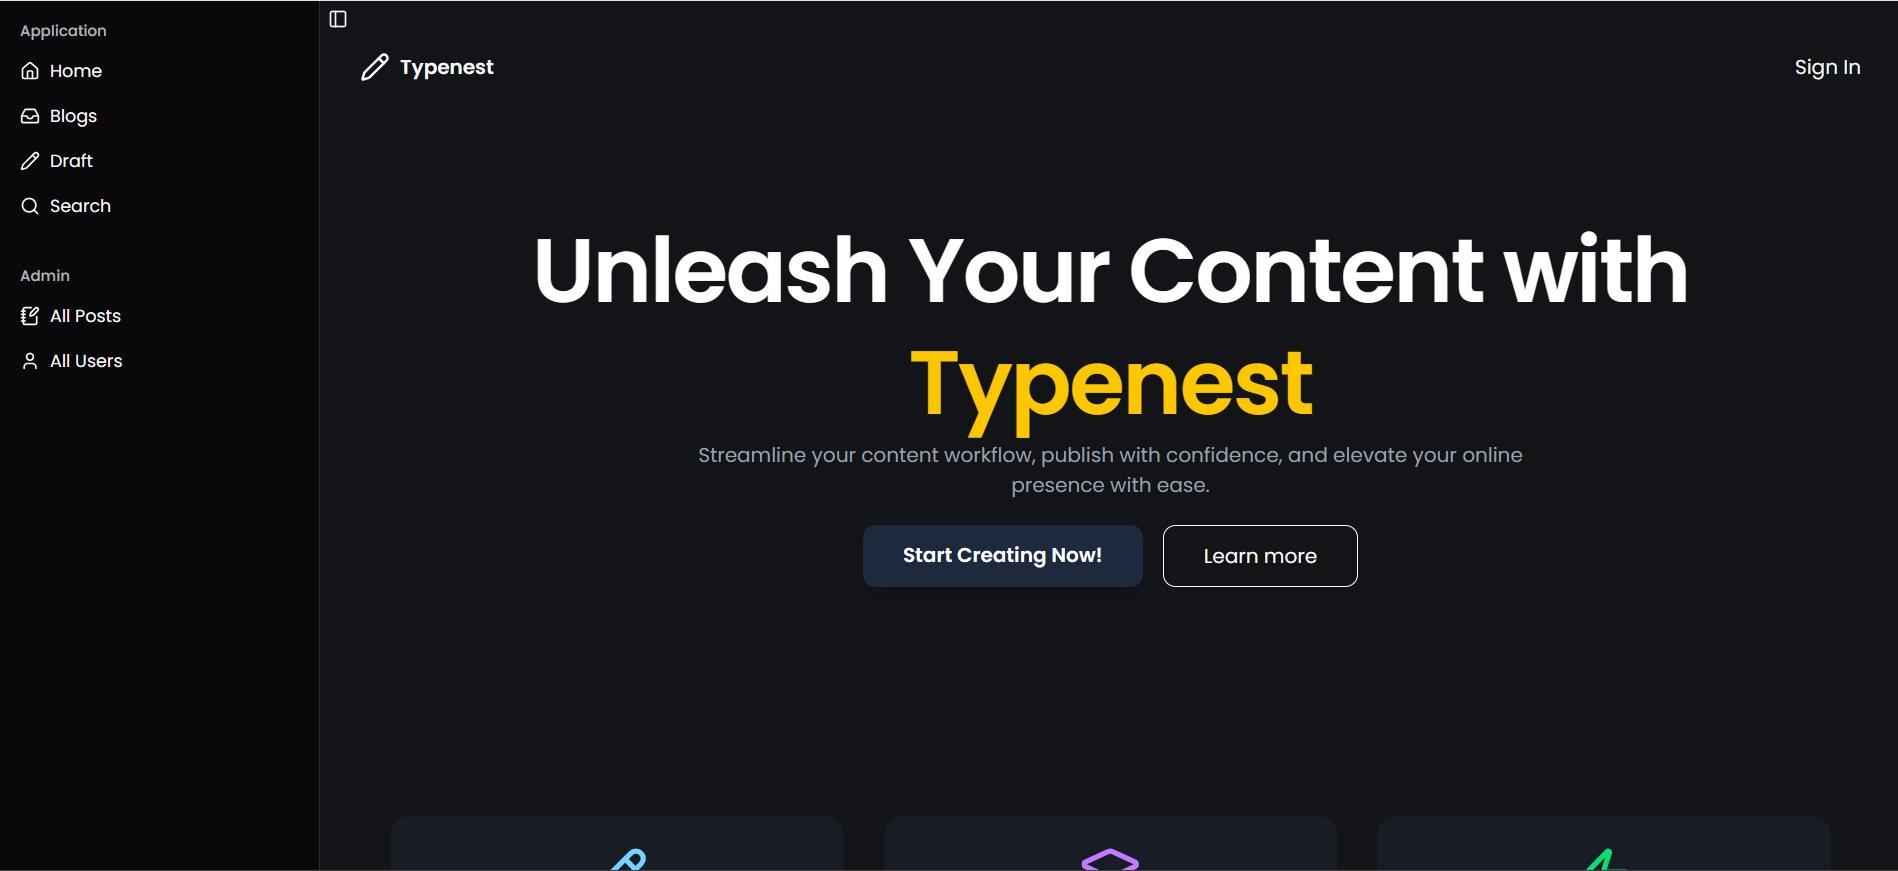 Application
Home
Blogs
Draft
Search
Admin
All Posts
All Users
Typenest
Sign In
Unleash Your Content with
Typenest
Streamline your content workflow, publish with confidence, and elevate your online
presence with ease.
Start Creating Now!
Learn more